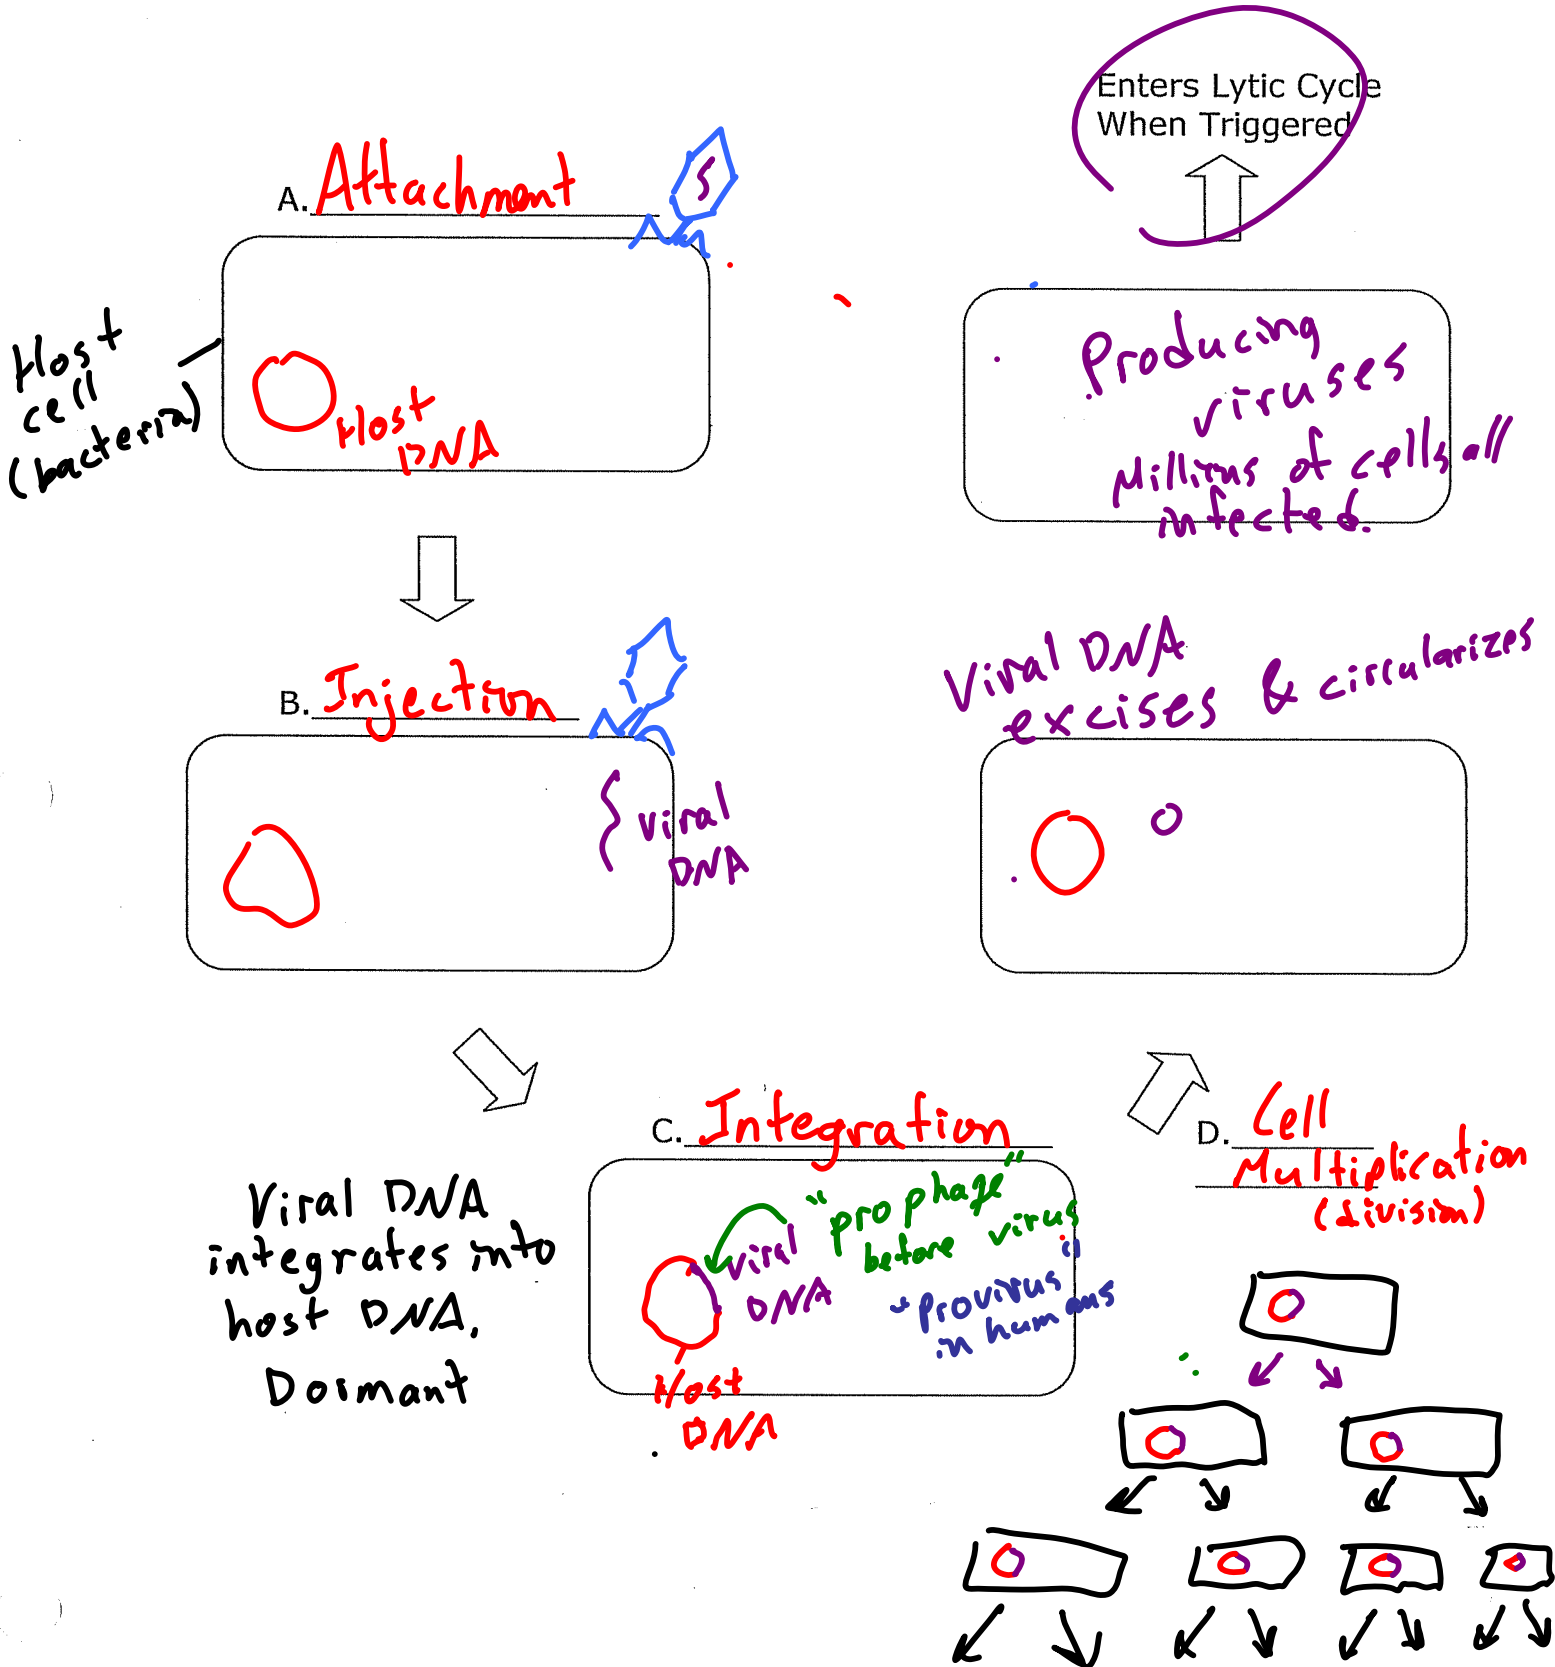 A. Attachment
Host
cell
(bacteria)
Host
DNA
B. Injection
viral
DNA
Viral DNA
integrates into
host DNA.
Dormant
C. Integration
"prophage"
before virus
viral
DNA
* provirus "
in humans
Host
DNA
D. Cell
Multiplication
(division)
Viral DNA
excises & circularizes
Producing
viruses
Millions of cells all
infected.
Enters Lytic Cycle
When Triggered